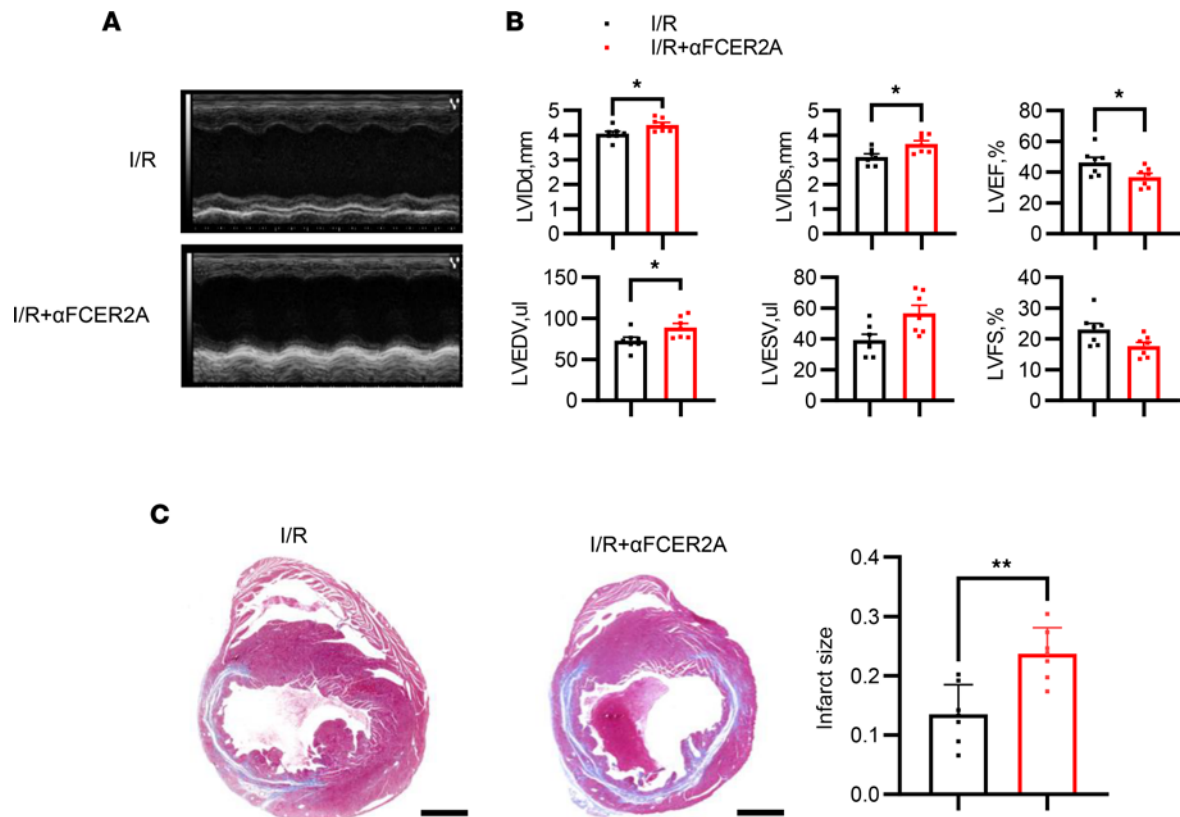 A
I/R
I/R+αFCER2A
B
I/R
I/R+αFCER2A
LVIDd,mm
5
4
3
2
1
0
*
LVIDs,mm
5
4
3
2
1
0
*
LVEF,%
80
60
40
20
0
*
LVEDV,ul
150
100
50
0
*
LVESV,ul
80
60
40
20
0
LVFS,%
40
30
20
10
0
C
I/R
I/R+αFCER2A
Infarct size
0.4
0.3
0.2
0.1
0.0
**